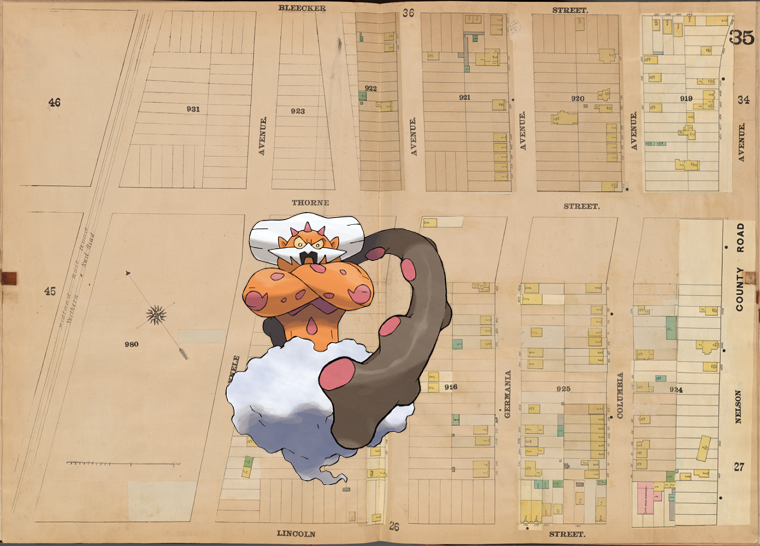 BLEECKER
36
STREET.
35
46
931
AVENUE.
923
922
AVENUE.
921
AVENUE.
920
AVENUE.
919
34
AVENUE.
THORNE
STREET.
45
980
916
GERMANIA
925
COLUMBIA
924
COUNTY ROAD
NELSON
27
LINCOLN
26
STREET.